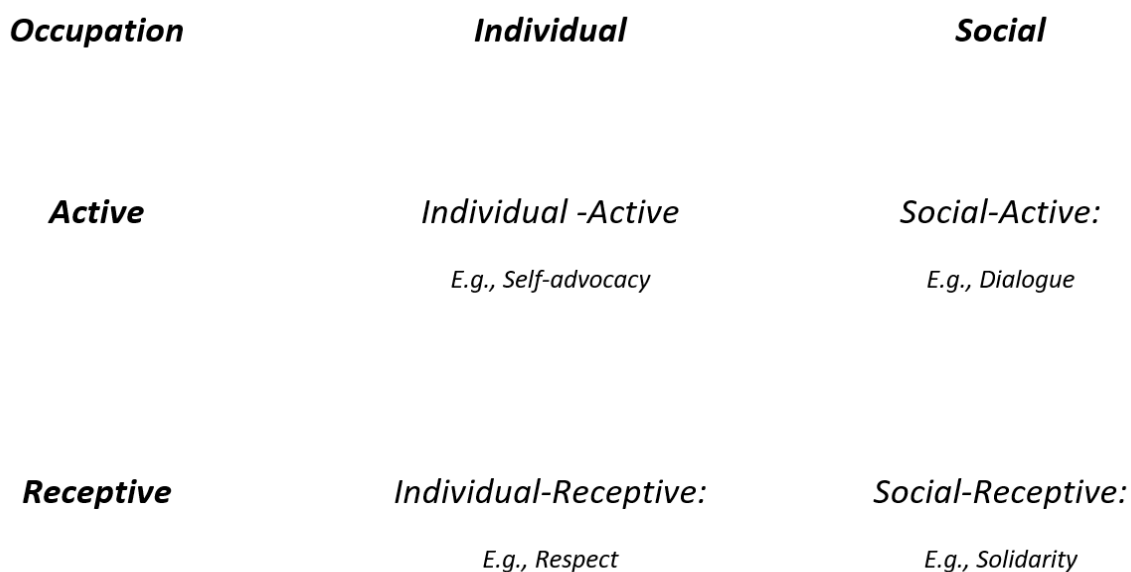 Occupation Individual Social
Active Individual -Active Social-Active:
E.g., Self-advocacy E.g., Dialogue
Receptive Individual-Receptive: Social-Receptive:
E.g., Respect E.g., Solidarity